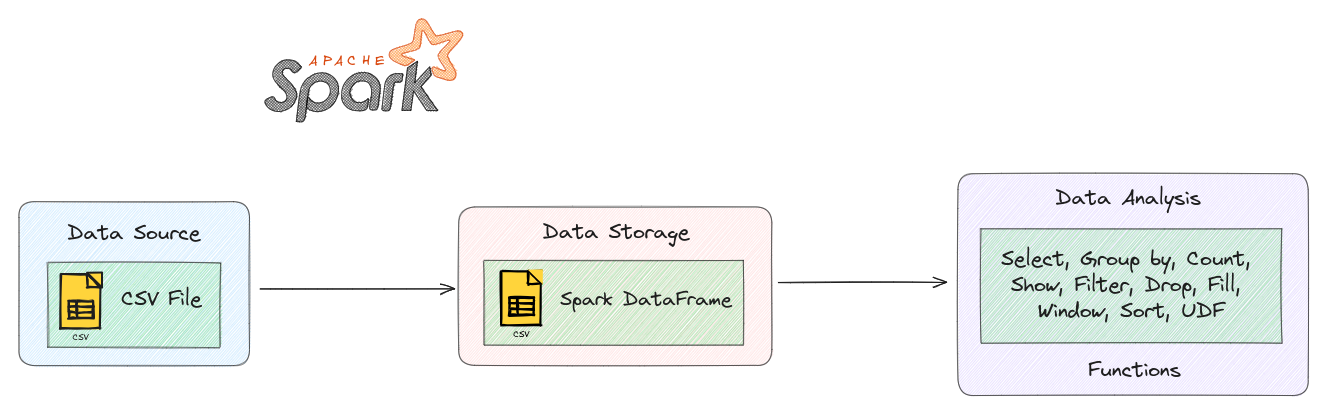 APACHE
Spark
Data Source
CSV File
CSV
Data Storage
Spark DataFrame
CSV
Data Analysis
Select, Group by, Count,
Show, Filter, Drop, Fill,
Window, Sort, UDF
Functions